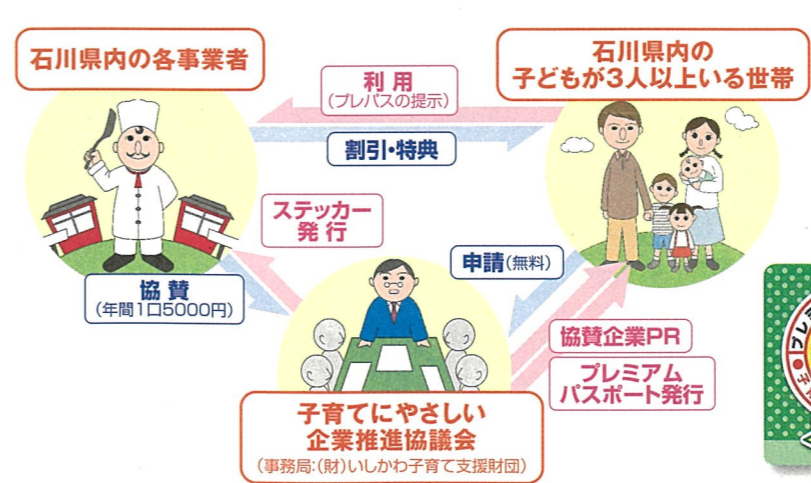 石川県内の各事業者
利用
(プレパスの提示)
割引・特典
石川県内の
子どもが3人以上いる世帯
ステッカー
発行
申請(無料)
協賛
(年間1口5000円)
協賛企業PR
プレミアム
パスポート発行
子育てにやさしい
企業推進協議会
(事務局:(財)いしかわ子育て支援財団)